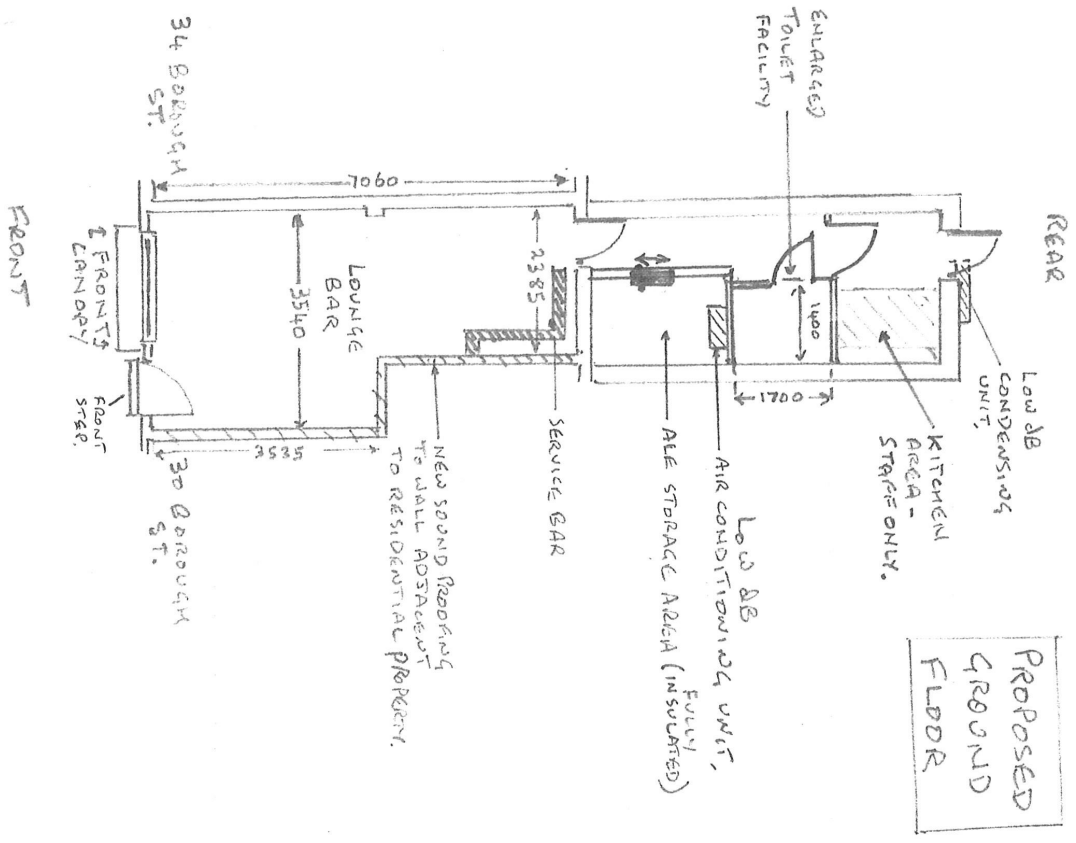 PROPOSED
GROUND
FLOOR
REAR
LOW dB
CONDENSING
UNIT.
KITCHEN
AREA -
STAFF ONLY.
ENLARGED
TOILET
FACILITY
1400
1700
LOW dB
AIR CONDITIONING UNIT.
FULLY
ALE STORAGE AREA (INSULATED)
SERVICE BAR
2385
7060
LOUNGE
BAR
3540
NEW SOUND PROOFING
TO WALL ADJACENT
TO RESIDENTIAL PROPERTY.
3535
34 BOROUGH
ST.
30 BOROUGH
ST.
FRONT
CANOPY
FRONT
STEP.
FRONT